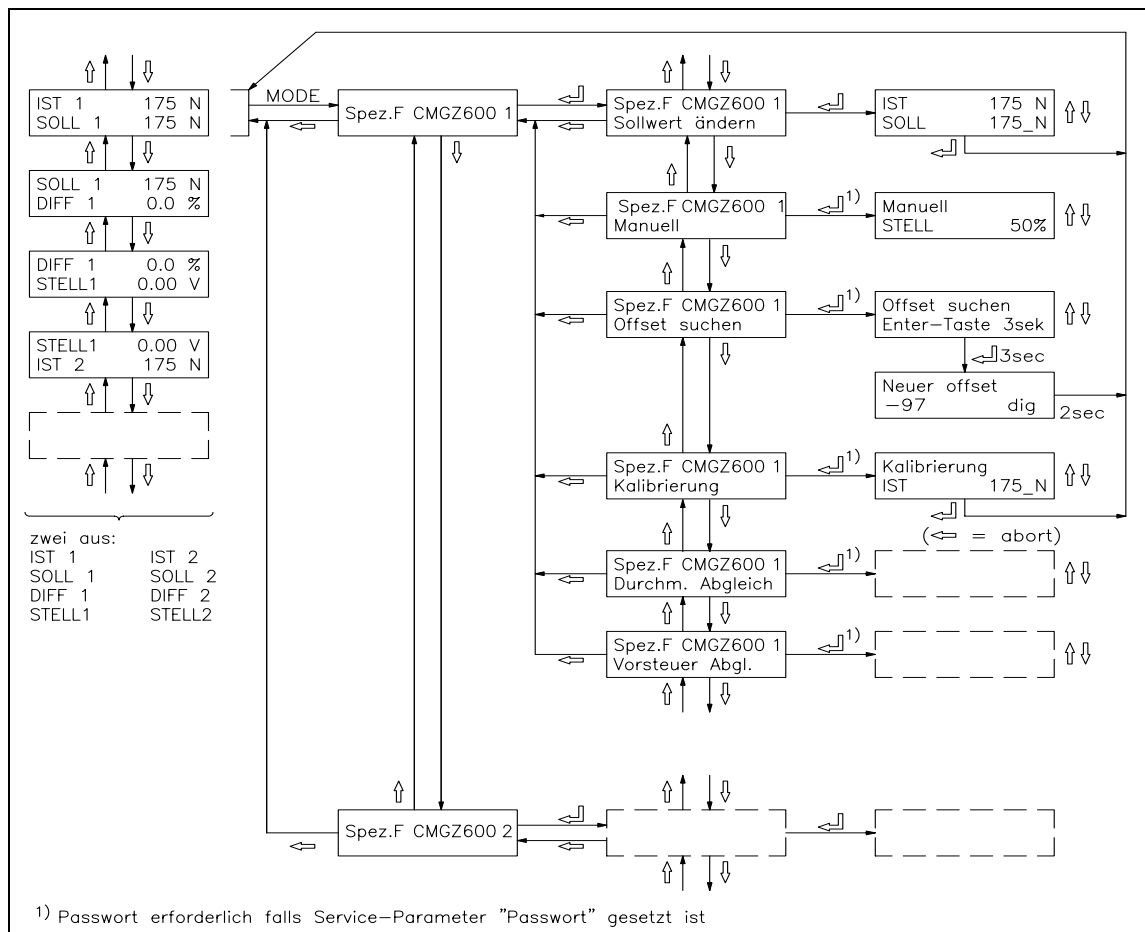 IST 1 175 N
SOLL 1 175 N
SOLL 1 175 N
DIFF 1 0.0 %
DIFF 1 0.0 %
STELL1 0.00 V
STELL1 0.00 V
IST 2 175 N
zwei aus:
IST 1 IST 2
SOLL 1 SOLL 2
DIFF 1 DIFF 2
STELL1 STELL2
MODE
Spez.F CMGZ600 1
Spez.F CMGZ600 1
Sollwert ändern
IST 175 N
SOLL 175_N
Spez.F CMGZ600 1
Manuell
1)
Manuell
STELL 50%
Spez.F CMGZ600 1
Offset suchen
1)
Offset suchen
Enter-Taste 3sek
3sec
Neuer offset
-97 dig
2sec
Spez.F CMGZ600 1
Kalibrierung
1)
Kalibrierung
IST 175_N
(⇦ = abort)
Spez.F CMGZ600 1
Durchm. Abgleich
1)
Spez.F CMGZ600 1
Vorsteuer Abgl.
1)
Spez.F CMGZ600 2
1) Passwort erforderlich falls Service-Parameter "Passwort" gesetzt ist